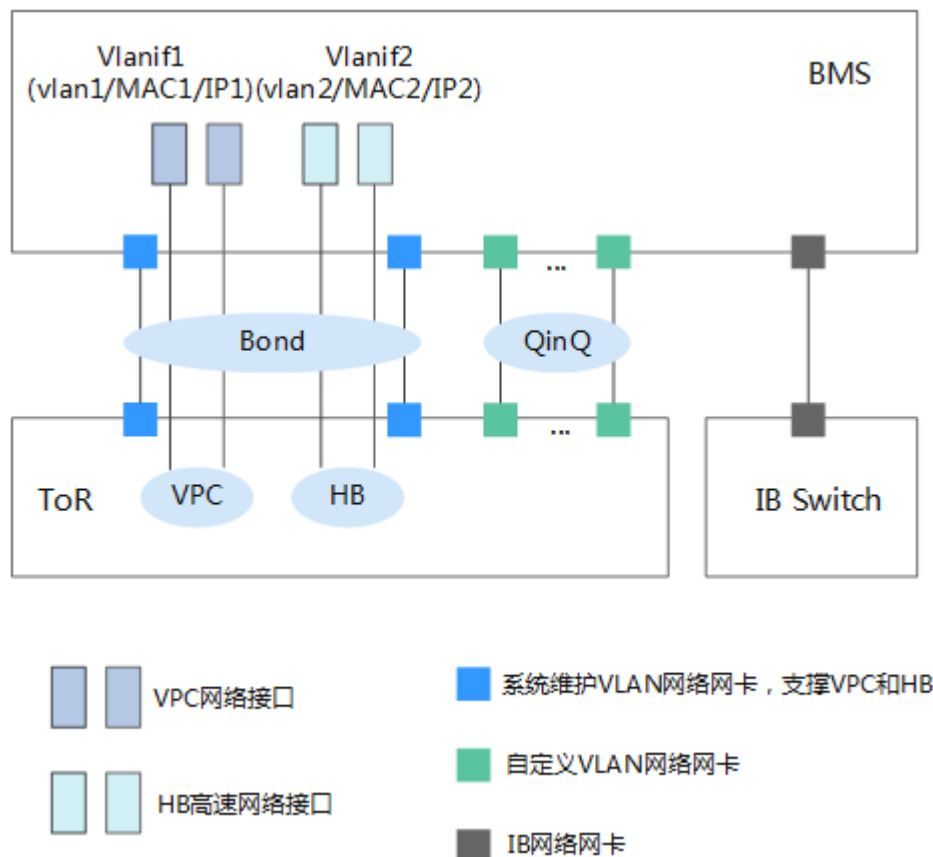 Vlanif1 Vlanif2
(vlan1/MAC1/IP1)(vlan2/MAC2/IP2)
BMS
...
Bond
QinQ
...
ToR
VPC
HB
IB Switch
VPC网络接口
系统维护VLAN网络网卡，支撑VPC和HB
自定义VLAN网络网卡
HB高速网络接口
IB网络网卡